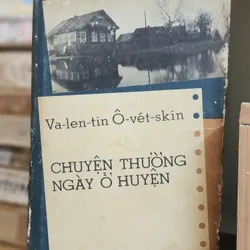 Va-len-tin Ô-vét-skin
CHUYỆN THƯỜNG
NGÀY Ở HUYỆN